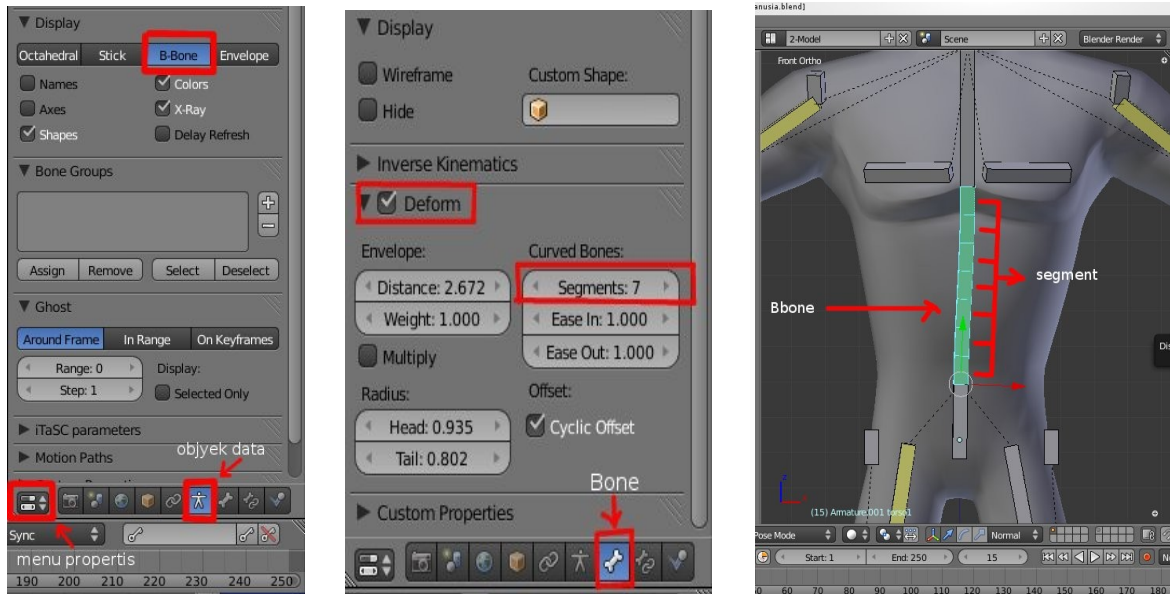 Display
Octahedral Stick B-Bone Envelope
Names Colors
Axes X-Ray
Shapes Delay Refresh
Bone Groups
Assign Remove Select Deselect
Ghost
Around Frame In Range On Keyframes
Range: 0 Display:
Step: 1 Selected Only
iTaSC parameters
objyek data
Motion Paths
Sync
menu propertis
190 200 210 220 230 240 250
Display
Wireframe Custom Shape:
Hide
Inverse Kinematics
Deform
Envelope: Curved Bones:
Distance: 2.672 Segments: 7
Weight: 1.000 Ease In: 1.000
Multiply Ease Out: 1.000
Radius: Offset:
Head: 0.935 Cyclic Offset
Tail: 0.802
Bone
Custom Properties
anusia.blend]
2-Model Scene Blender Render
Front Ortho
segment
Bbone
Dis
(15) Armature.001 torso1
Pose Mode Normal
Start: 1 End: 250 15
60 70 80 90 100 110 120 130 140 150 160 170 180